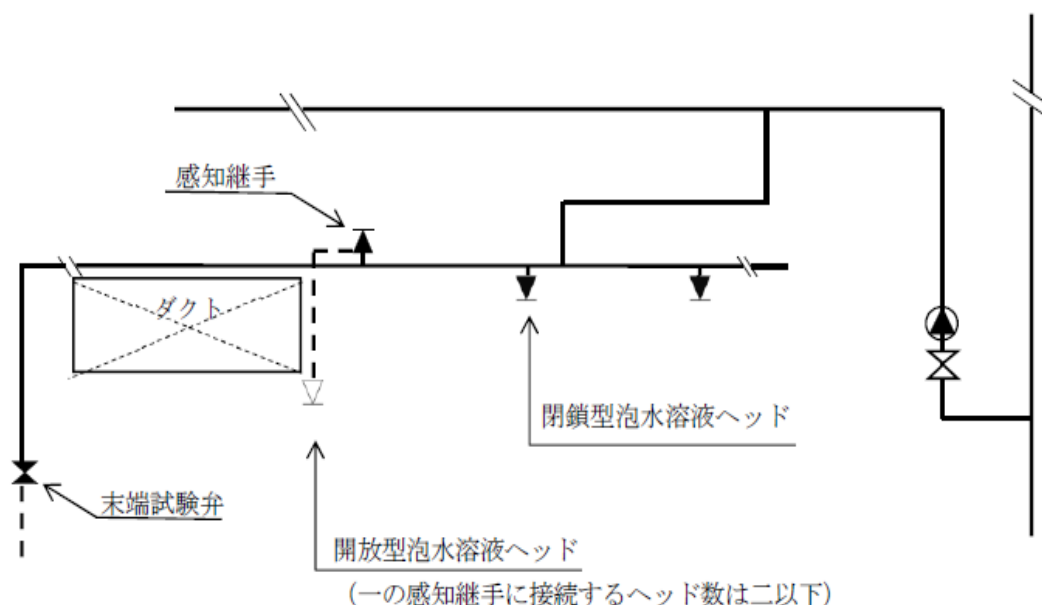 感知継手
ダクト
閉鎖型泡水溶液ヘッド
末端試験弁
開放型泡水溶液ヘッド
(一の感知継手に接続するヘッド数は二以下)